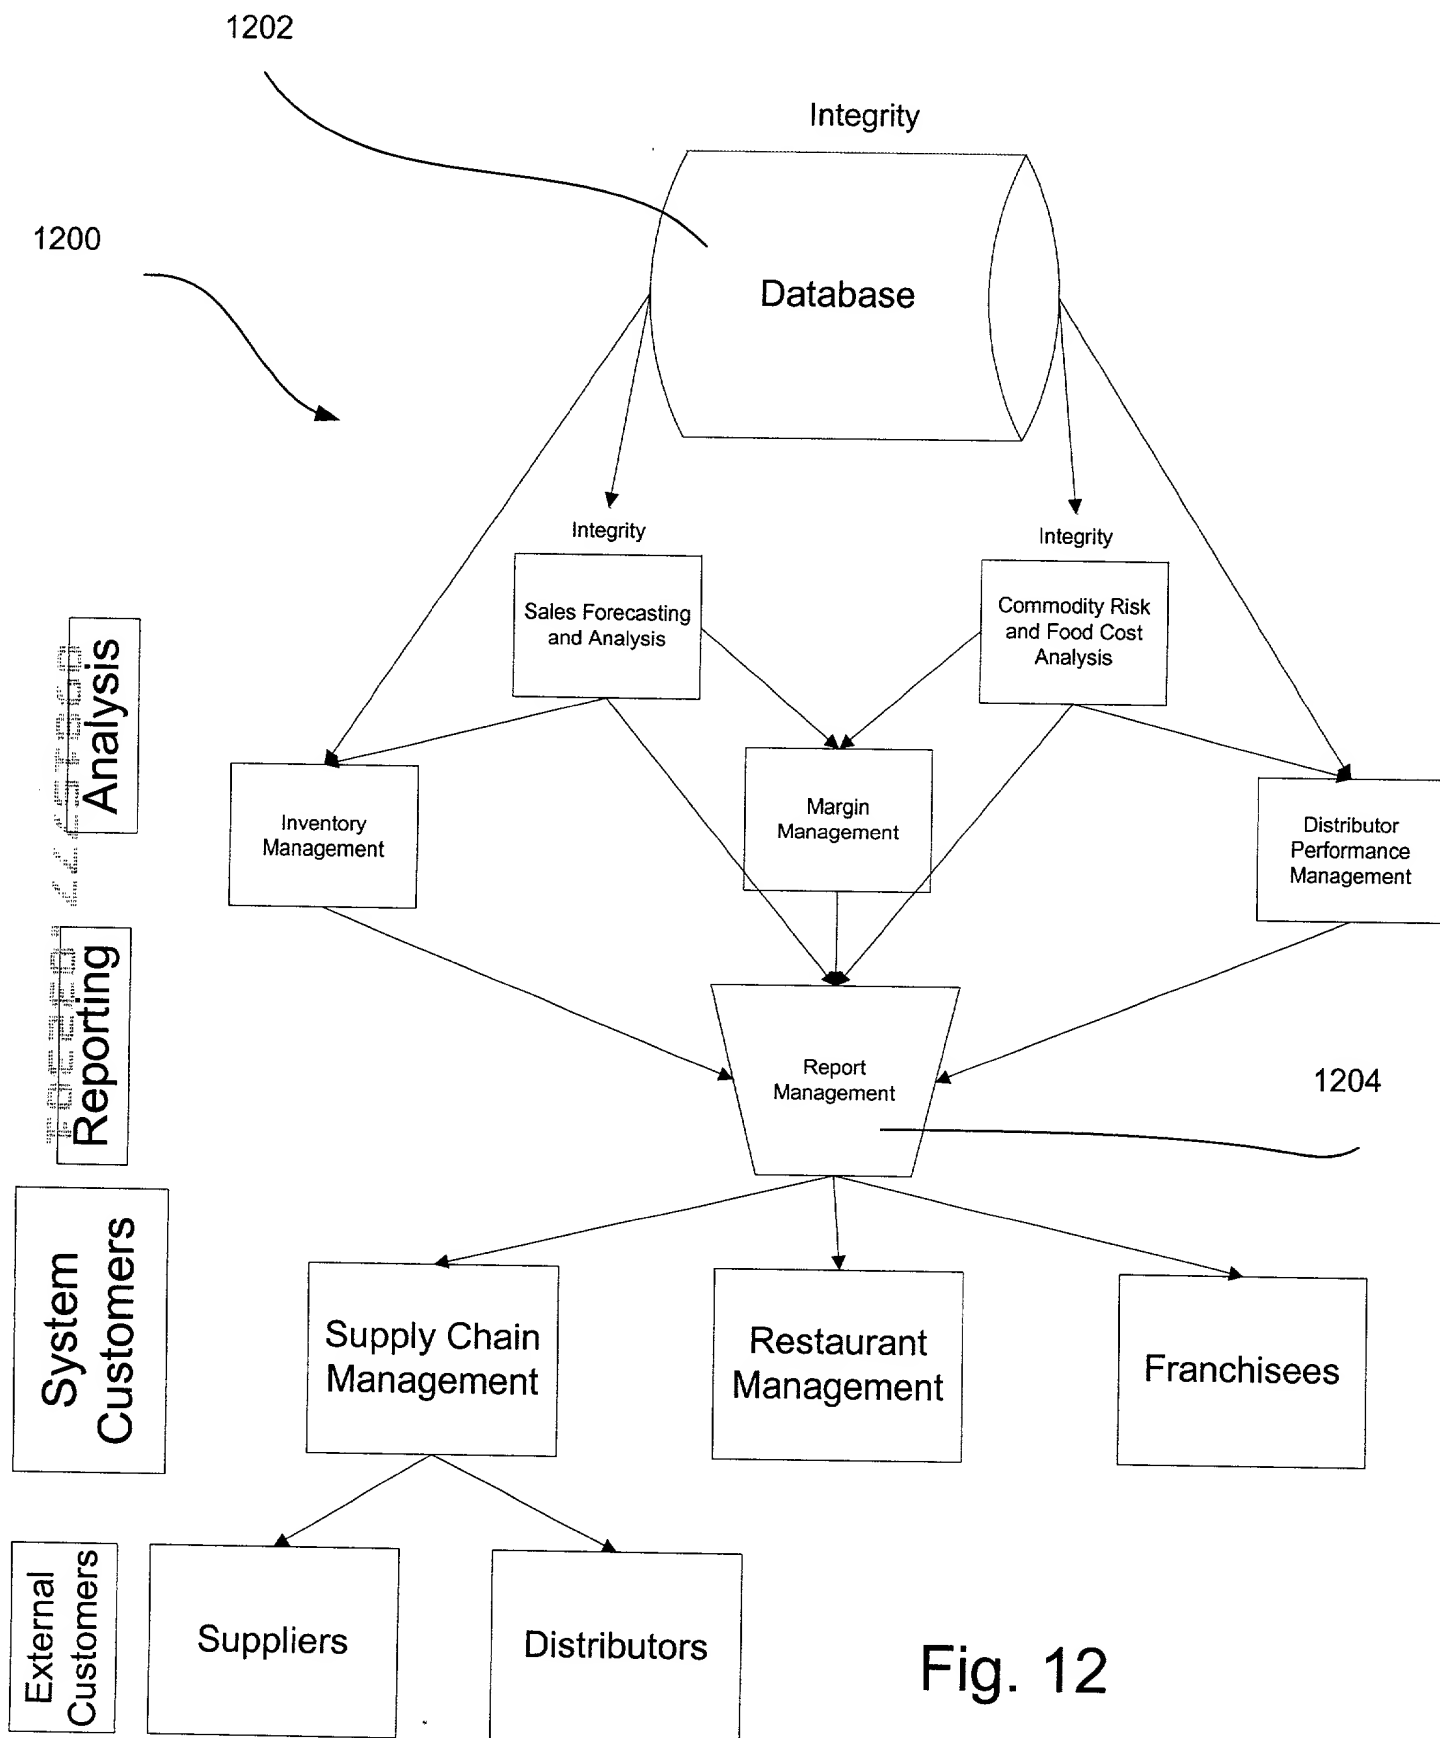 1202
Integrity
1200
Database
Integrity
Integrity
Sales Forecasting
and Analysis
Commodity Risk
and Food Cost
Analysis
Analysis
Inventory
Management
Margin
Management
Distributor
Performance
Management
Reporting
Report
Management
1204
System
Customers
Supply Chain
Management
Restaurant
Management
Franchisees
External
Customers
Suppliers
Distributors
Fig. 12